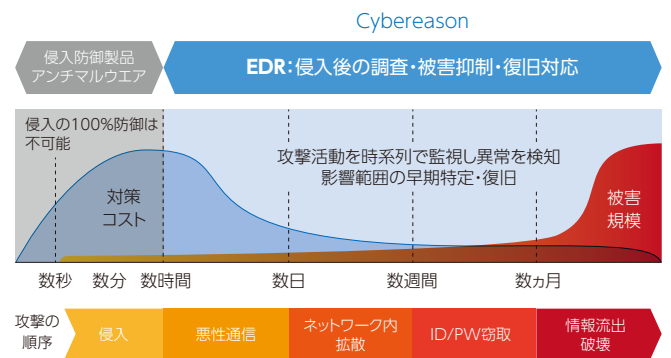 Cybereason
侵入防御製品
アンチマルウエア
EDR：侵入後の調査・被害抑制・復旧対応
侵入の100%防御は
不可能
攻撃活動を時系列で監視し異常を検知
影響範囲の早期特定・復旧
対策
コスト
被害
規模
数秒 数分 数時間 数日 数週間 数ヵ月
攻撃の
順序
侵入
悪性通信
ネットワーク内
拡散
ID/PW窃取
情報流出
破壊